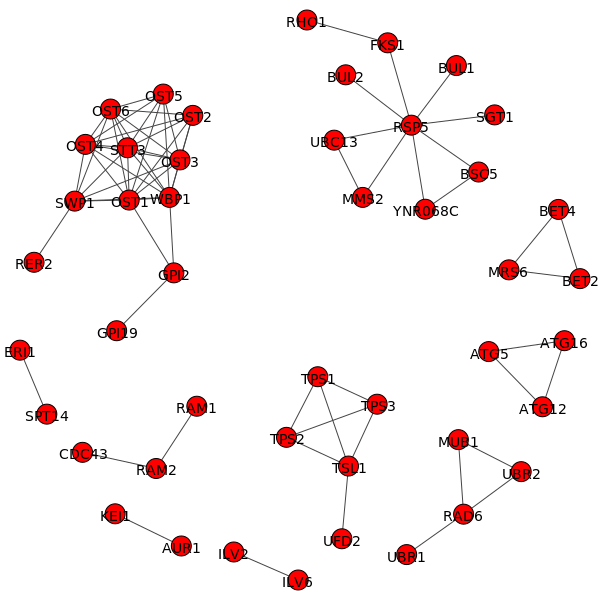 RHO1
FKS1
BUL1
BUL2
OST5
OST6
OST2
SGT1
RSP5
UBC13
OST4
STT3
OST3
BSC5
MMS2
WBP1
SWP1
OST1
YNR068C
BET4
RER2
GPI2
MRS6
BET2
GPI19
ATG16
ERI1
ATG5
TPS1
TPS3
RAM1
ATG12
SPT14
TPS2
MUB1
CDC43
RAM2
TSL1
UBR2
KEI1
RAD6
UFD2
AUR1
ILV2
UBR1
ILV6